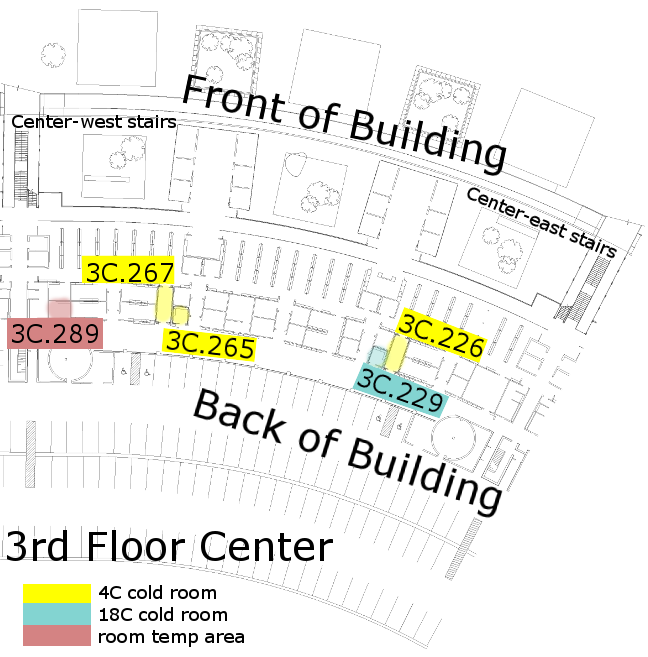 Front of Building
Center-west stairs
Center-east stairs
3C.267
3C.289
3C.265
3C.226
3C.229
Back of Building
3rd Floor Center
4C cold room
18C cold room
room temp area